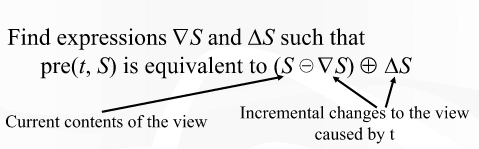 Find expressions ∇S and ΔS such that
pre(t, S) is equivalent to (S ⊖ ∇S) ⊕ ΔS
Current contents of the view
Incremental changes to the view
caused by t